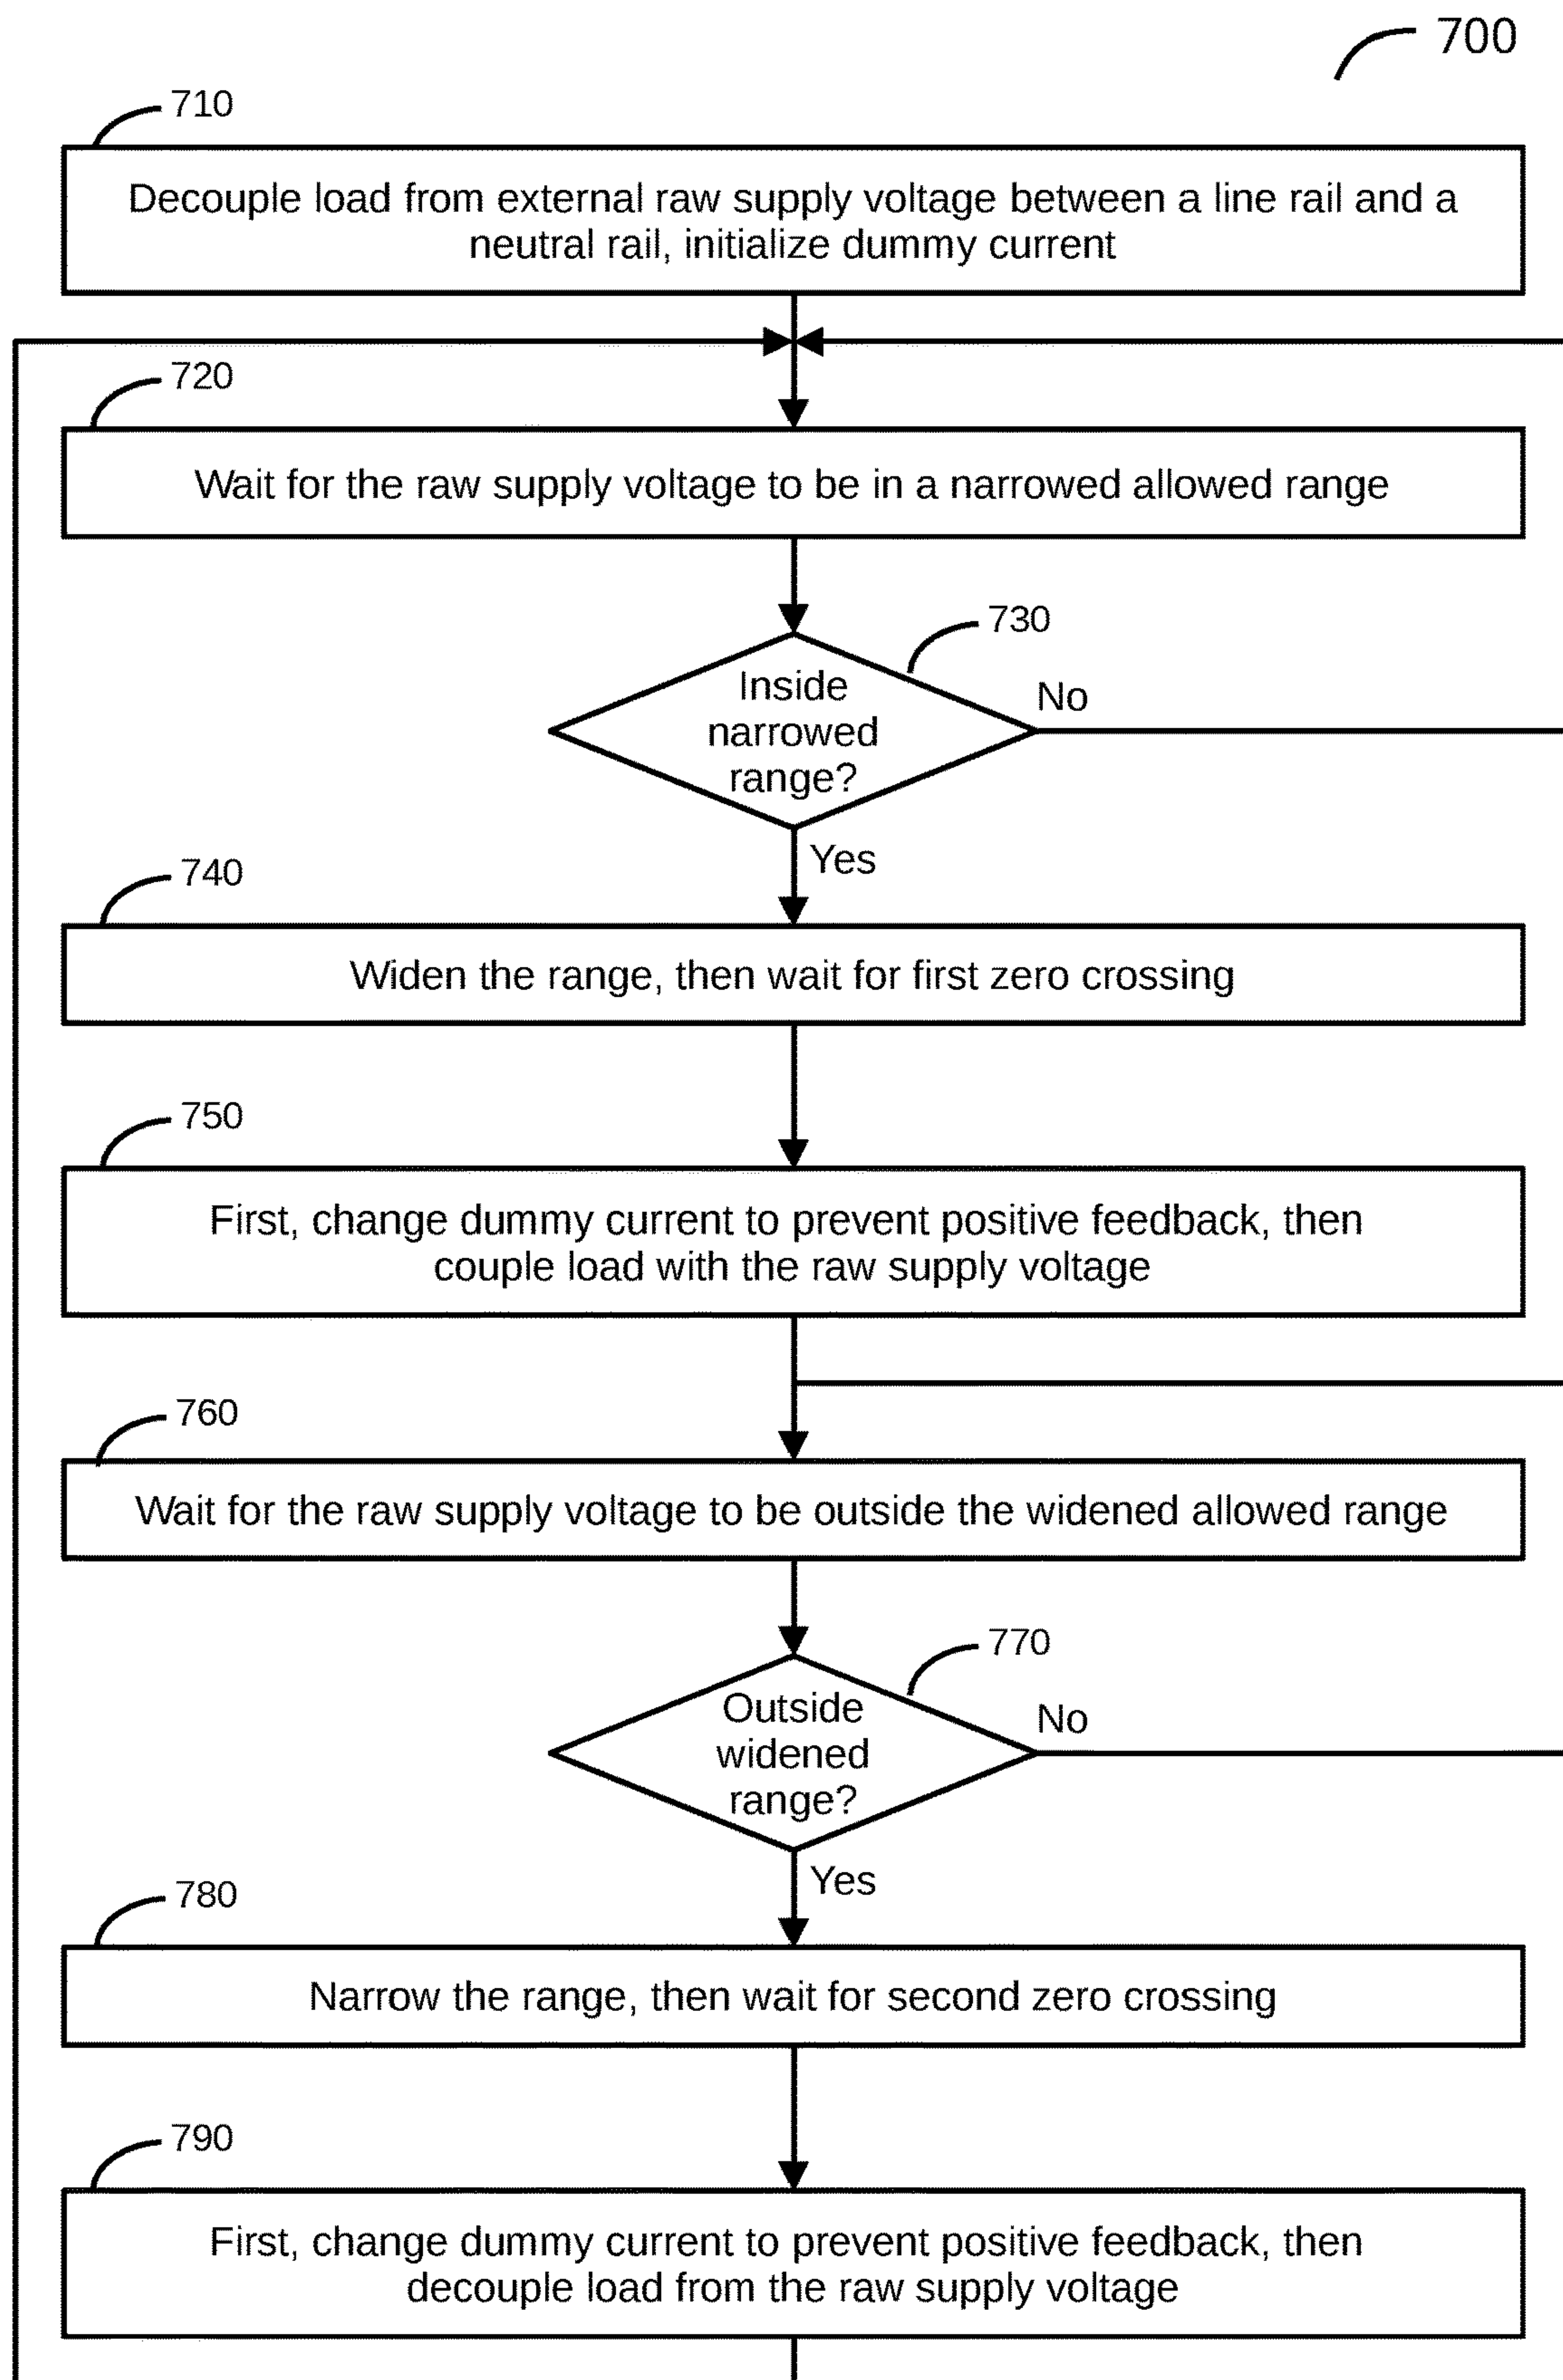 700
710
Decouple load from external raw supply voltage between a line rail and a
neutral rail, initialize dummy current
720
Wait for the raw supply voltage to be in a narrowed allowed range
730
Inside
narrowed
range?
No
Yes
740
Widen the range, then wait for first zero crossing
750
First, change dummy current to prevent positive feedback, then
couple load with the raw supply voltage
760
Wait for the raw supply voltage to be outside the widened allowed range
770
Outside
widened
range?
No
Yes
780
Narrow the range, then wait for second zero crossing
790
First, change dummy current to prevent positive feedback, then
decouple load from the raw supply voltage